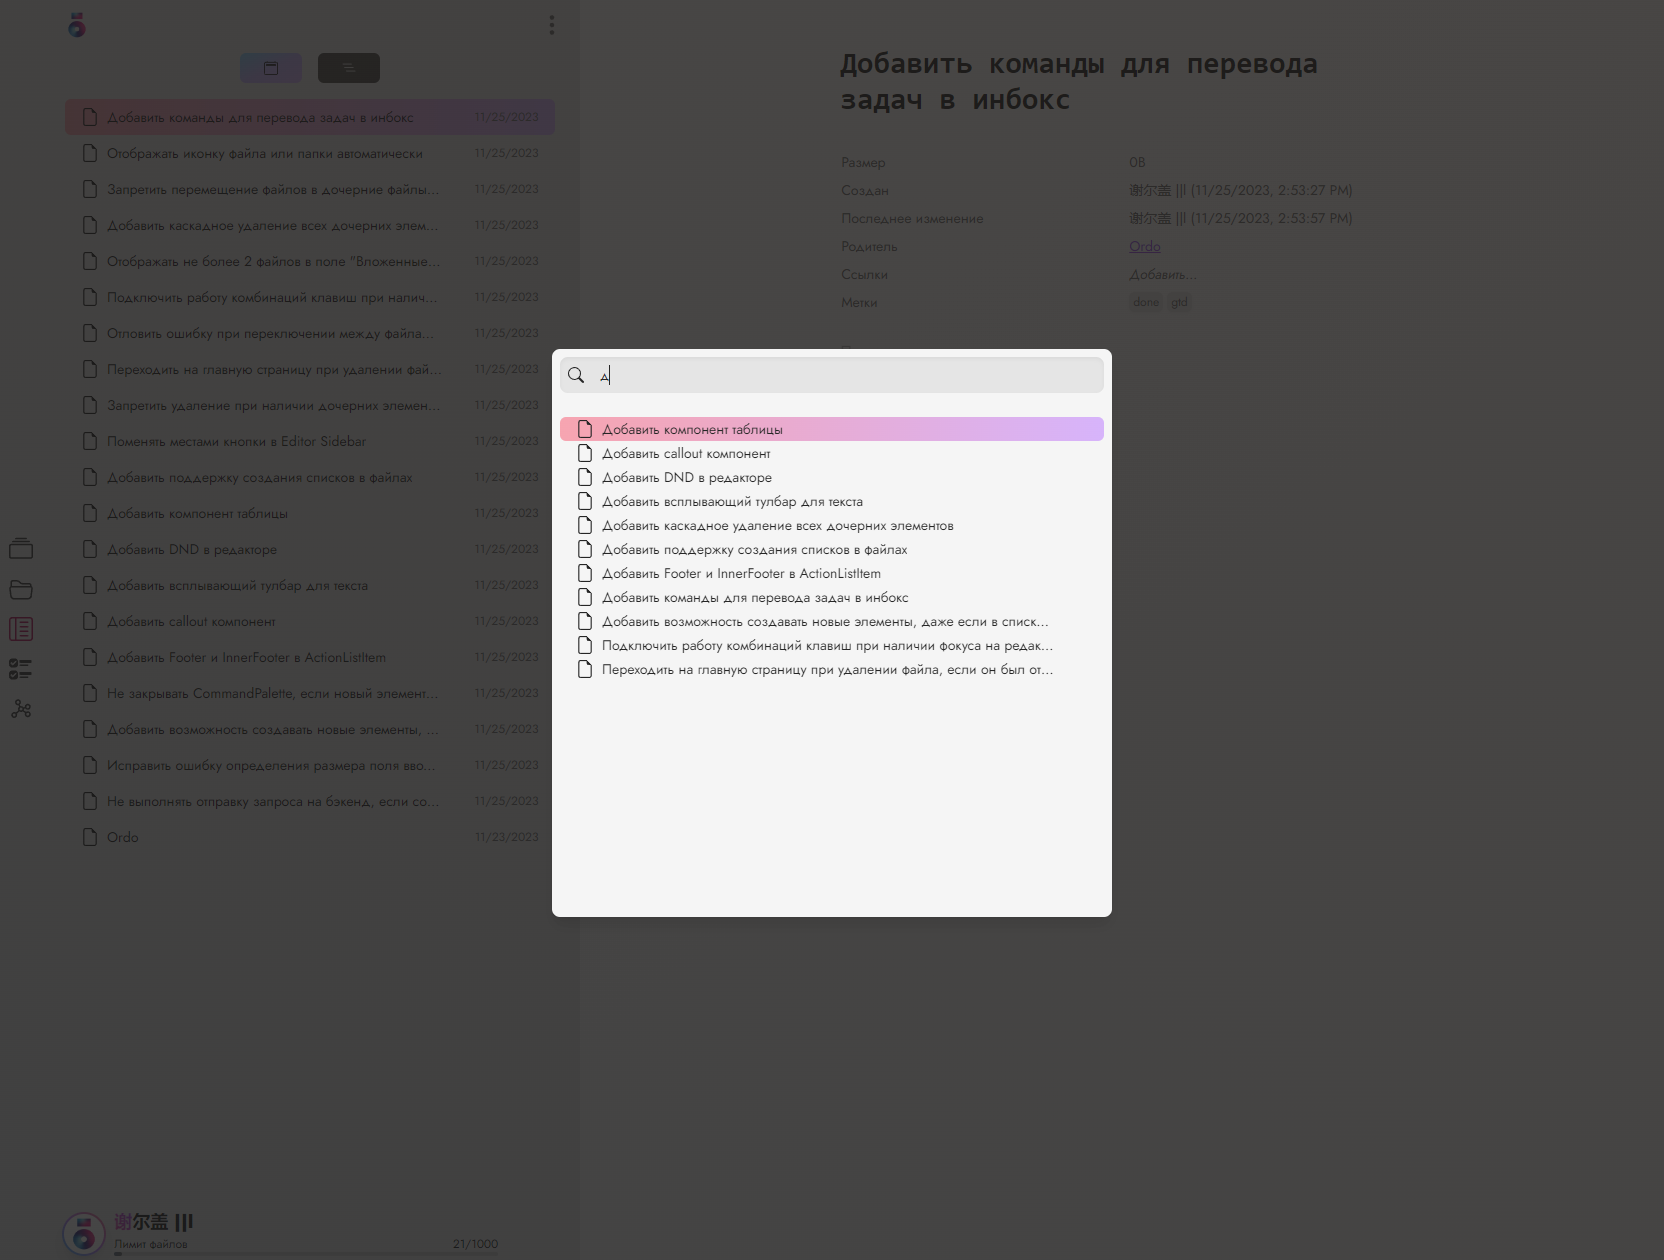 Добавить команды для перевода задач в инбокс 11/25/2023
Отображать иконку файла или папки автоматически 11/25/2023
Запретить перемещение файлов в дочерние файлы... 11/25/2023
Добавить каскадное удаление всех дочерних элем... 11/25/2023
Отображать не более 2 файлов в поле "Вложенные... 11/25/2023
Подключить работу комбинаций клавиш при налич... 11/25/2023
Отловить ошибку при переключении между файла... 11/25/2023
Переходить на главную страницу при удалении фай... 11/25/2023
Запретить удаление при наличии дочерних элемен... 11/25/2023
Поменять местами кнопки в Editor Sidebar 11/25/2023
Добавить поддержку создания списков в файлах 11/25/2023
Добавить компонент таблицы 11/25/2023
Добавить DND в редакторе 11/25/2023
Добавить всплывающий тулбар для текста 11/25/2023
Добавить callout компонент 11/25/2023
Добавить Footer и InnerFooter в ActionListItem 11/25/2023
Не закрывать CommandPalette, если новый элемент... 11/25/2023
Добавить возможность создавать новые элементы, ... 11/25/2023
Исправить ошибку определения размера поля вво... 11/25/2023
Не выполнять отправку запроса на бэкенд, если со... 11/25/2023
Ordo 11/23/2023
谢尔盖 |||
Лимит файлов 21/1000
Добавить команды для перевода
задач в инбокс
Размер 0B
Создан 谢尔盖 ||| (11/25/2023, 2:53:27 PM)
Последнее изменение 谢尔盖 ||| (11/25/2023, 2:53:57 PM)
Родитель Ordo
Ссылки Добавить...
Метки done gtd
д
Добавить компонент таблицы
Добавить callout компонент
Добавить DND в редакторе
Добавить всплывающий тулбар для текста
Добавить каскадное удаление всех дочерних элементов
Добавить поддержку создания списков в файлах
Добавить Footer и InnerFooter в ActionListItem
Добавить команды для перевода задач в инбокс
Добавить возможность создавать новые элементы, даже если в списк...
Подключить работу комбинаций клавиш при наличии фокуса на редак...
Переходить на главную страницу при удалении файла, если он был от...